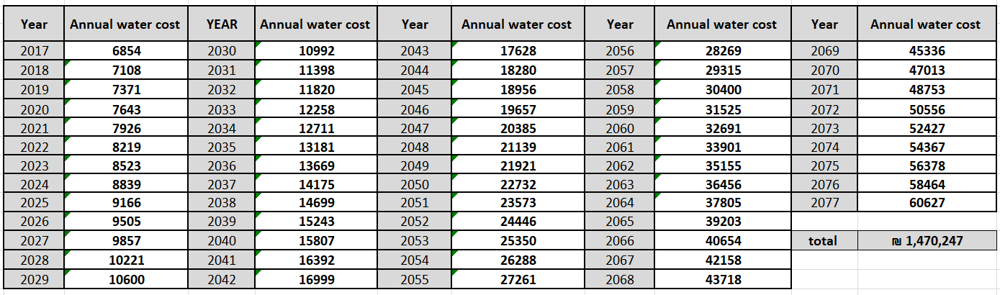 Year Annual water cost YEAR Annual water cost Year Annual water cost Year Annual water cost Year Annual water cost
2017 6854 2030 10992 2043 17628 2056 28269 2069 45336
2018 7108 2031 11398 2044 18280 2057 29315 2070 47013
2019 7371 2032 11820 2045 18956 2058 30400 2071 48753
2020 7643 2033 12258 2046 19657 2059 31525 2072 50556
2021 7926 2034 12711 2047 20385 2060 32691 2073 52427
2022 8219 2035 13181 2048 21139 2061 33901 2074 54367
2023 8523 2036 13669 2049 21921 2062 35155 2075 56378
2024 8839 2037 14175 2050 22732 2063 36456 2076 58464
2025 9166 2038 14699 2051 23573 2064 37805 2077 60627
2026 9505 2039 15243 2052 24446 2065 39203
2027 9857 2040 15807 2053 25350 2066 40654 total ₪ 1,470,247
2028 10221 2041 16392 2054 26288 2067 42158
2029 10600 2042 16999 2055 27261 2068 43718